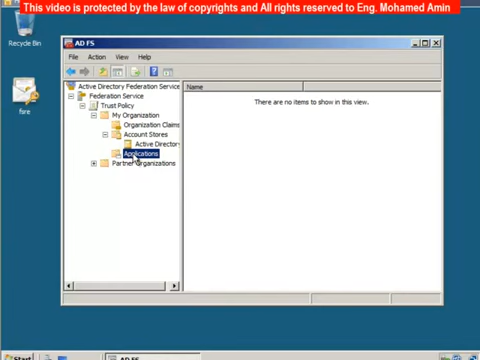 This video is protected by the law of copyrights and All rights reserved to Eng. Mohamed Amin
Recycle Bin
fsre
AD FS
File Action View Help
Active Directory Federation Service
Federation Service
Trust Policy
My Organization
Organization Claims
Account Stores
Active Directory
Applications
Partner Organizations
Name
There are no items to show in this view.
Start
AD FS